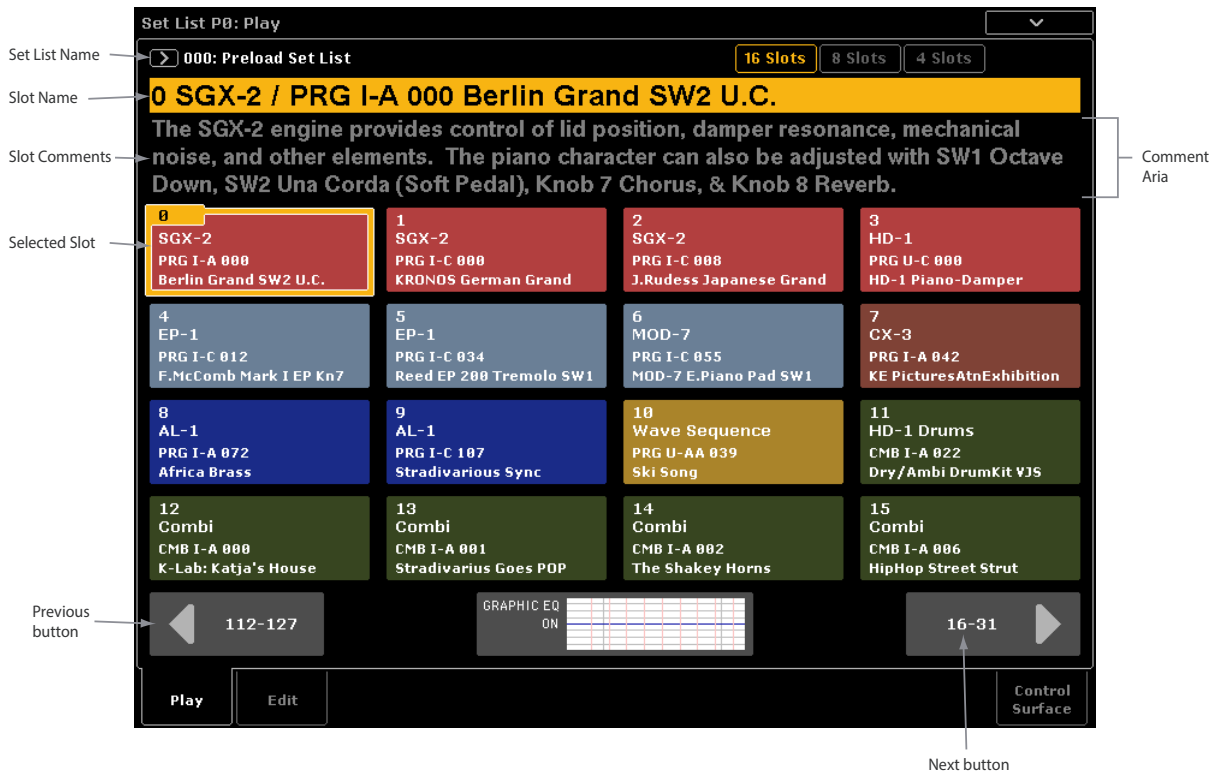 Set List P0: Play
Set List Name
000: Preload Set List
16 Slots
8 Slots
4 Slots
Slot Name
0 SGX-2 / PRG I-A 000 Berlin Grand SW2 U.C.
Slot Comments
The SGX-2 engine provides control of lid position, damper resonance, mechanical
noise, and other elements.  The piano character can also be adjusted with SW1 Octave
Down, SW2 Una Corda (Soft Pedal), Knob 7 Chorus, & Knob 8 Reverb.
Comment
Aria
Selected Slot
0
SGX-2
PRG I-A 000
Berlin Grand SW2 U.C.
1
SGX-2
PRG I-C 000
KRONOS German Grand
2
SGX-2
PRG I-C 008
J.Rudess Japanese Grand
3
HD-1
PRG U-C 000
HD-1 Piano-Damper
4
EP-1
PRG I-C 012
F.McComb Mark I EP Kn7
5
EP-1
PRG I-C 034
Reed EP 200 Tremolo SW1
6
MOD-7
PRG I-C 055
MOD-7 E.Piano Pad SW1
7
CX-3
PRG I-A 042
KE PicturesAtnExhibition
8
AL-1
PRG I-A 072
Africa Brass
9
AL-1
PRG I-C 107
Stradivarious Sync
10
Wave Sequence
PRG U-AA 039
Ski Song
11
HD-1 Drums
CMB I-A 022
Dry/Ambi DrumKit VJS
12
Combi
CMB I-A 000
K-Lab: Katja's House
13
Combi
CMB I-A 001
Stradivarius Goes POP
14
Combi
CMB I-A 002
The Shakey Horns
15
Combi
CMB I-A 006
HipHop Street Strut
Previous
button
112-127
GRAPHIC EQ
ON
16-31
Play
Edit
Control
Surface
Next button